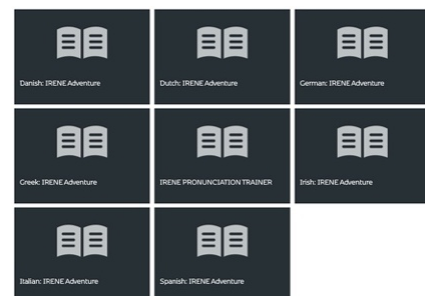 Danish: IRENE Adventure
Dutch: IRENE Adventure
German: IRENE Adventure
Greek: IRENE Adventure
IRENE PRONUNCIATION TRAINER
Irish: IRENE Adventure
Italian: IRENE Adventure
Spanish: IRENE Adventure